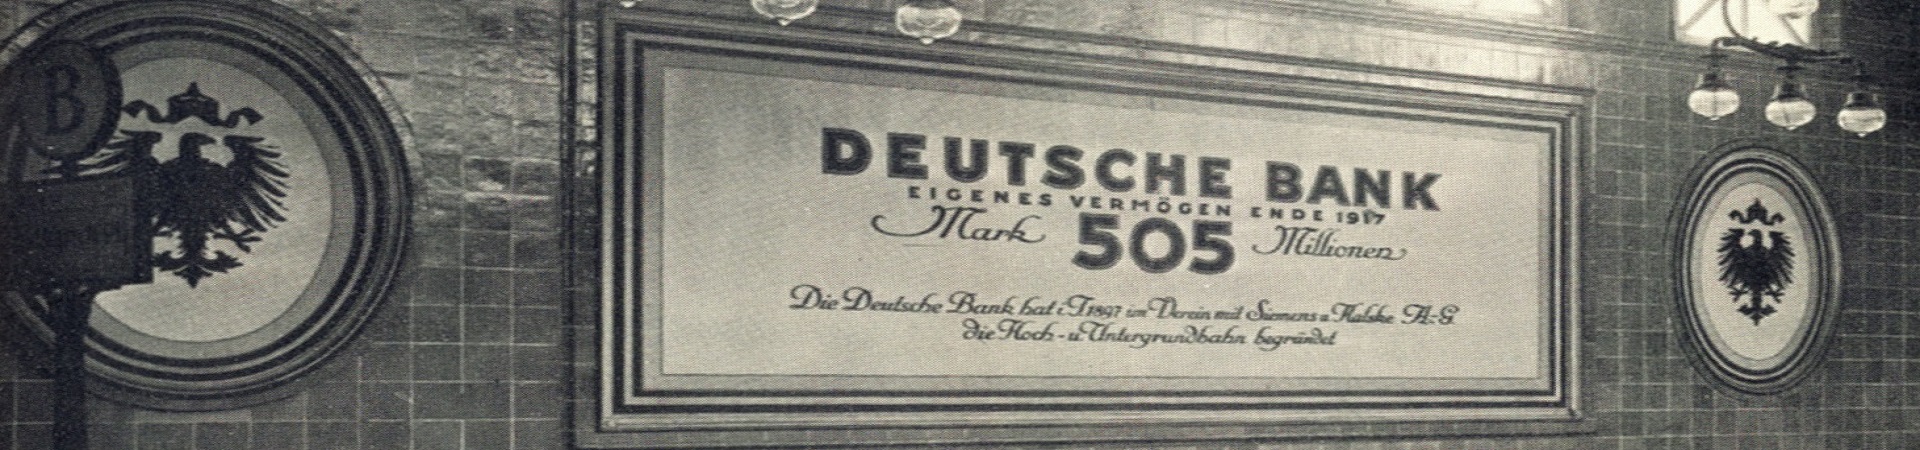 B
DEUTSCHE BANK
EIGENES VERMÖGEN ENDE 1917
Mark 505 Millionen
Die Deutsche Bank hat i. J. 1897 im Verein mit Siemens u. Halske A-G.
die Hoch- u. Untergrundbahn begründet